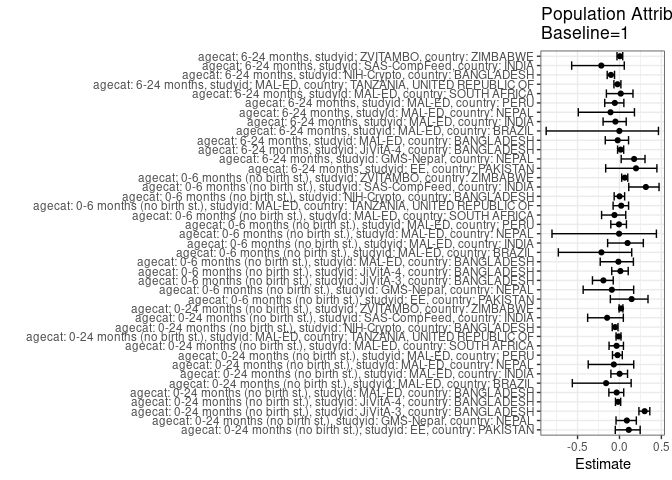 Population Attrib
Baseline=1
agecat: 6-24 months, studyid: ZVITAMBO, country: ZIMBABWE
agecat: 6-24 months, studyid: SAS-CompFeed, country: INDIA
agecat: 6-24 months, studyid: NIH-Crypto, country: BANGLADESH
agecat: 6-24 months, studyid: MAL-ED, country: TANZANIA, UNITED REPUBLIC OF
agecat: 6-24 months, studyid: MAL-ED, country: SOUTH AFRICA
agecat: 6-24 months, studyid: MAL-ED, country: PERU
agecat: 6-24 months, studyid: MAL-ED, country: NEPAL
agecat: 6-24 months, studyid: MAL-ED, country: INDIA
agecat: 6-24 months, studyid: MAL-ED, country: BRAZIL
agecat: 6-24 months, studyid: MAL-ED, country: BANGLADESH
agecat: 6-24 months, studyid: JiVitA-4, country: BANGLADESH
agecat: 6-24 months, studyid: GMS-Nepal, country: NEPAL
agecat: 6-24 months, studyid: EE, country: PAKISTAN
agecat: 0-6 months (no birth st.), studyid: ZVITAMBO, country: ZIMBABWE
agecat: 0-6 months (no birth st.), studyid: SAS-CompFeed, country: INDIA
agecat: 0-6 months (no birth st.), studyid: NIH-Crypto, country: BANGLADESH
agecat: 0-6 months (no birth st.), studyid: MAL-ED, country: TANZANIA, UNITED REPUBLIC OF
agecat: 0-6 months (no birth st.), studyid: MAL-ED, country: SOUTH AFRICA
agecat: 0-6 months (no birth st.), studyid: MAL-ED, country: PERU
agecat: 0-6 months (no birth st.), studyid: MAL-ED, country: NEPAL
agecat: 0-6 months (no birth st.), studyid: MAL-ED, country: INDIA
agecat: 0-6 months (no birth st.), studyid: MAL-ED, country: BRAZIL
agecat: 0-6 months (no birth st.), studyid: MAL-ED, country: BANGLADESH
agecat: 0-6 months (no birth st.), studyid: JiVitA-4, country: BANGLADESH
agecat: 0-6 months (no birth st.), studyid: JiVitA-3, country: BANGLADESH
agecat: 0-6 months (no birth st.), studyid: GMS-Nepal, country: NEPAL
agecat: 0-6 months (no birth st.), studyid: EE, country: PAKISTAN
agecat: 0-24 months (no birth st.), studyid: ZVITAMBO, country: ZIMBABWE
agecat: 0-24 months (no birth st.), studyid: SAS-CompFeed, country: INDIA
agecat: 0-24 months (no birth st.), studyid: NIH-Crypto, country: BANGLADESH
agecat: 0-24 months (no birth st.), studyid: MAL-ED, country: TANZANIA, UNITED REPUBLIC OF
agecat: 0-24 months (no birth st.), studyid: MAL-ED, country: SOUTH AFRICA
agecat: 0-24 months (no birth st.), studyid: MAL-ED, country: PERU
agecat: 0-24 months (no birth st.), studyid: MAL-ED, country: NEPAL
agecat: 0-24 months (no birth st.), studyid: MAL-ED, country: INDIA
agecat: 0-24 months (no birth st.), studyid: MAL-ED, country: BRAZIL
agecat: 0-24 months (no birth st.), studyid: MAL-ED, country: BANGLADESH
agecat: 0-24 months (no birth st.), studyid: JiVitA-4, country: BANGLADESH
agecat: 0-24 months (no birth st.), studyid: JiVitA-3, country: BANGLADESH
agecat: 0-24 months (no birth st.), studyid: GMS-Nepal, country: NEPAL
agecat: 0-24 months (no birth st.), studyid: EE, country: PAKISTAN
-0.5 0.0 0.5
Estimate